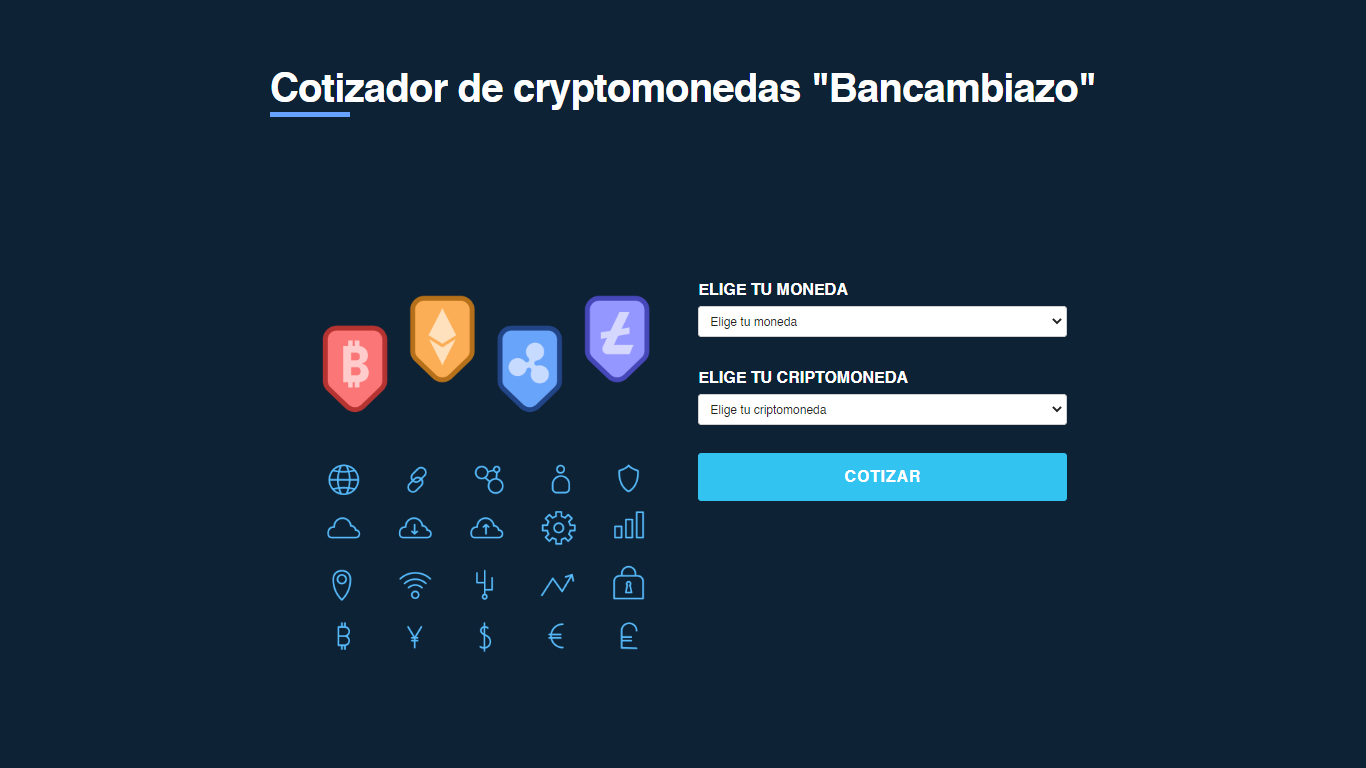 Cotizador de cryptomonedas "Bancambiazo"
ELIGE TU MONEDA
Elige tu moneda
ELIGE TU CRIPTOMONEDA
Elige tu criptomoneda
COTIZAR